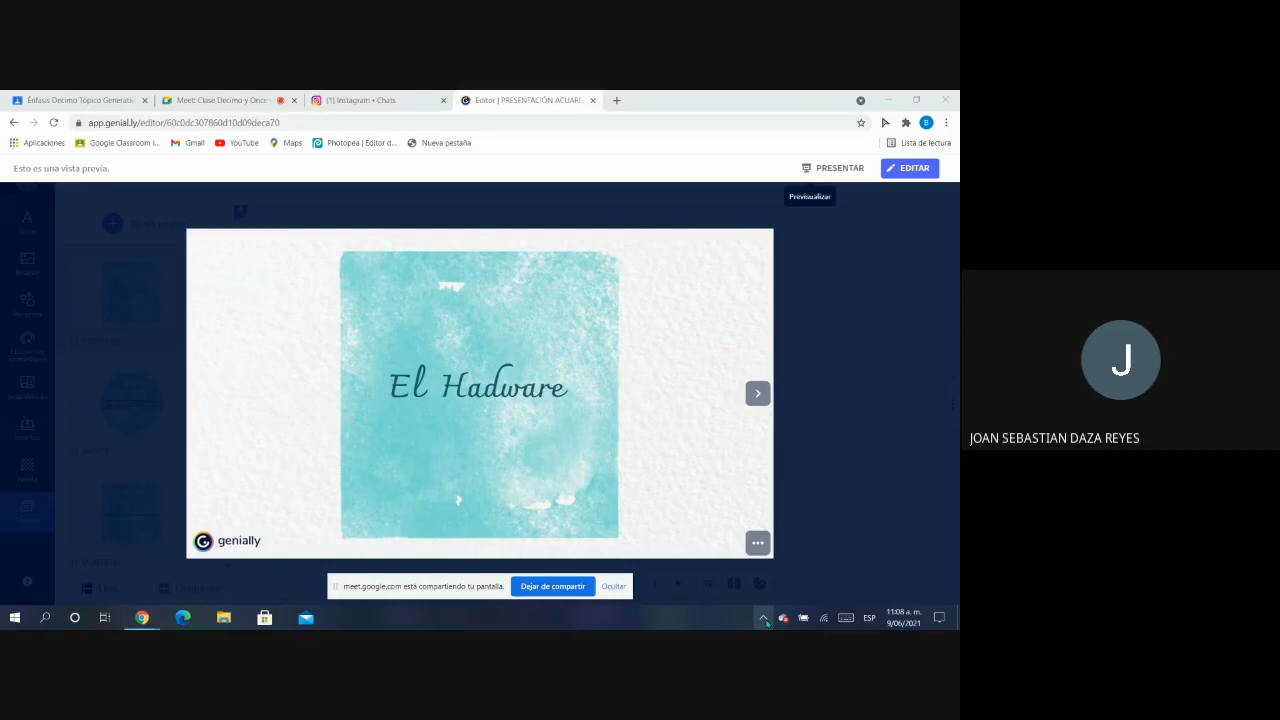 Énfasis Decimo Tópico Generativ
Meet: Clase Decimo y Once
(1) Instagram • Chats
Editor | PRESENTACIÓN ACUARE
app.genial.ly/editor/60c0dc307860d10d09deca70
B
Aplicaciones
Google Classroom i...
Gmail
YouTube
Maps
Photopea | Editor d...
Nueva pestaña
Lista de lectura
Esto es una vista previa.
PRESENTAR
EDITAR
Previsualizar
El Hadware
genially
meet.google.com está compartiendo tu pantalla.
Dejar de compartir
Ocultar
ESP
11:08 a. m.
9/06/2021
J
JOAN SEBASTIAN DAZA REYES